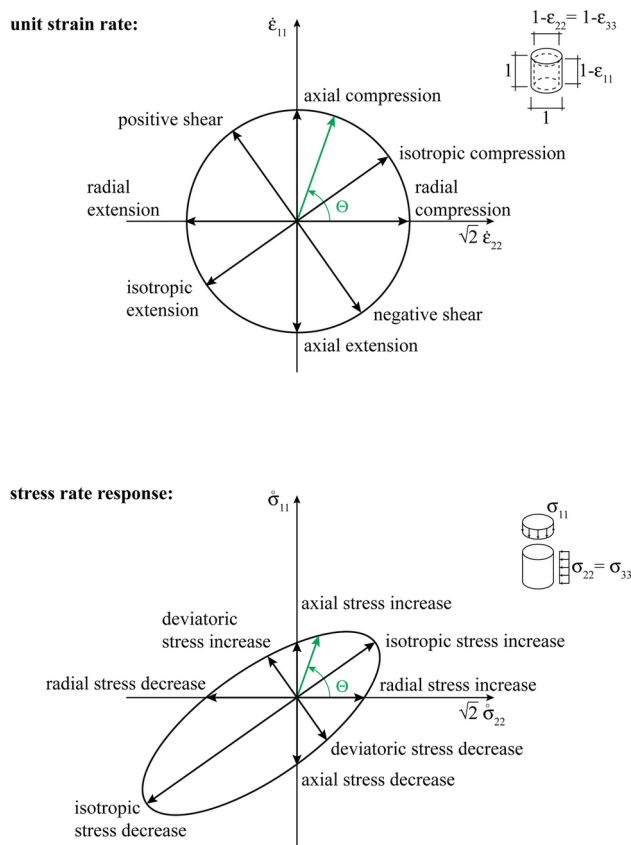 unit strain rate:
ε̇₁₁
1-ε₂₂= 1-ε₃₃
1
1-ε₁₁
1
axial compression
positive shear
isotropic compression
radial
extension
radial
compression
Θ
√2 ε̇₂₂
isotropic
extension
negative shear
axial extension
stress rate response:
σ̊₁₁
σ₁₁
σ₂₂= σ₃₃
axial stress increase
deviatoric
stress increase
isotropic stress increase
radial stress decrease
Θ
radial stress increase
√2 σ̊₂₂
deviatoric stress decrease
axial stress decrease
isotropic
stress decrease